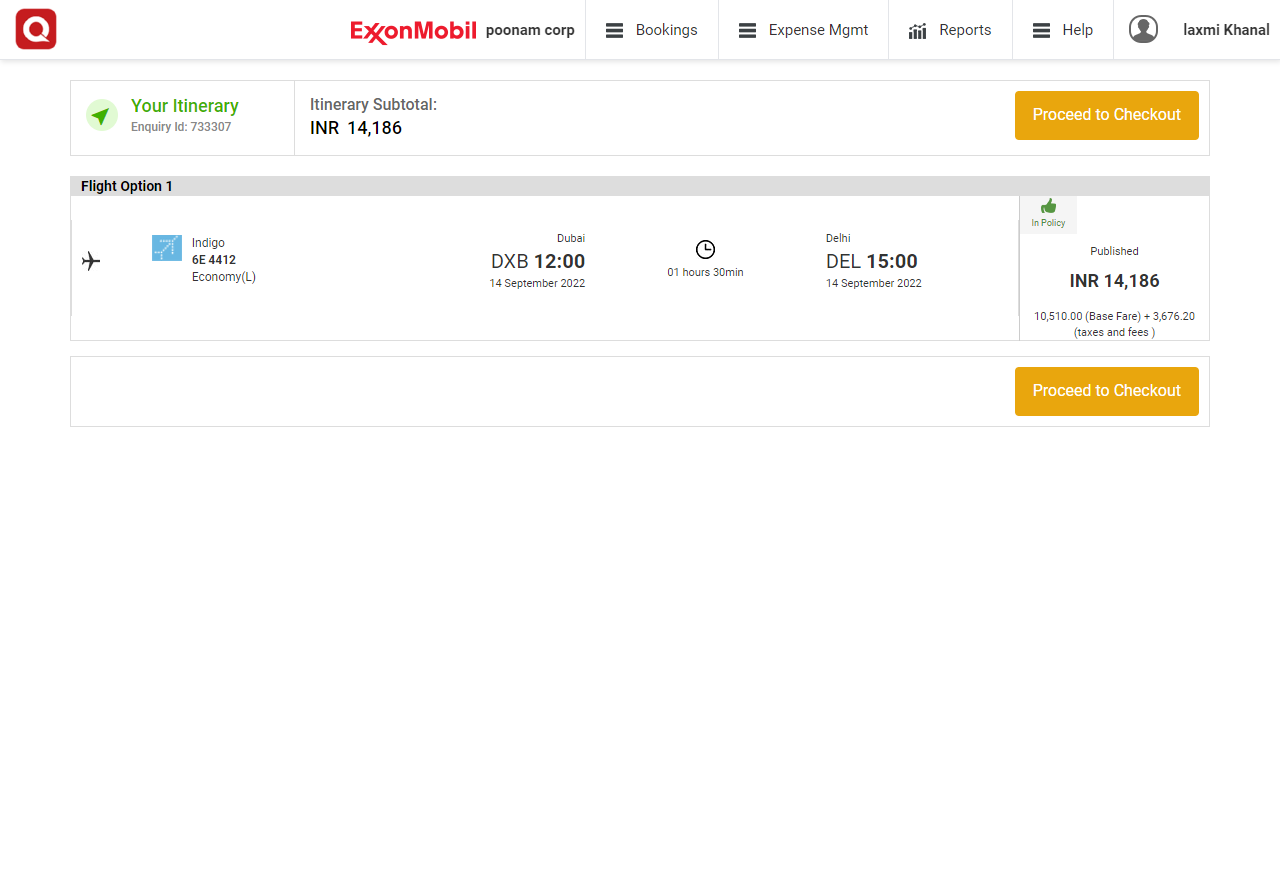 Q
ExxonMobil poonam corp Bookings Expense Mgmt Reports Help laxmi Khanal
Your Itinerary
Enquiry Id: 733307
Itinerary Subtotal:
INR 14,186
Proceed to Checkout
Flight Option 1
Indigo
6E 4412
Economy(L)
Dubai
DXB 12:00
14 September 2022
01 hours 30min
Delhi
DEL 15:00
14 September 2022
In Policy
Published
INR 14,186
10,510.00 (Base Fare) + 3,676.20
(taxes and fees )
Proceed to Checkout